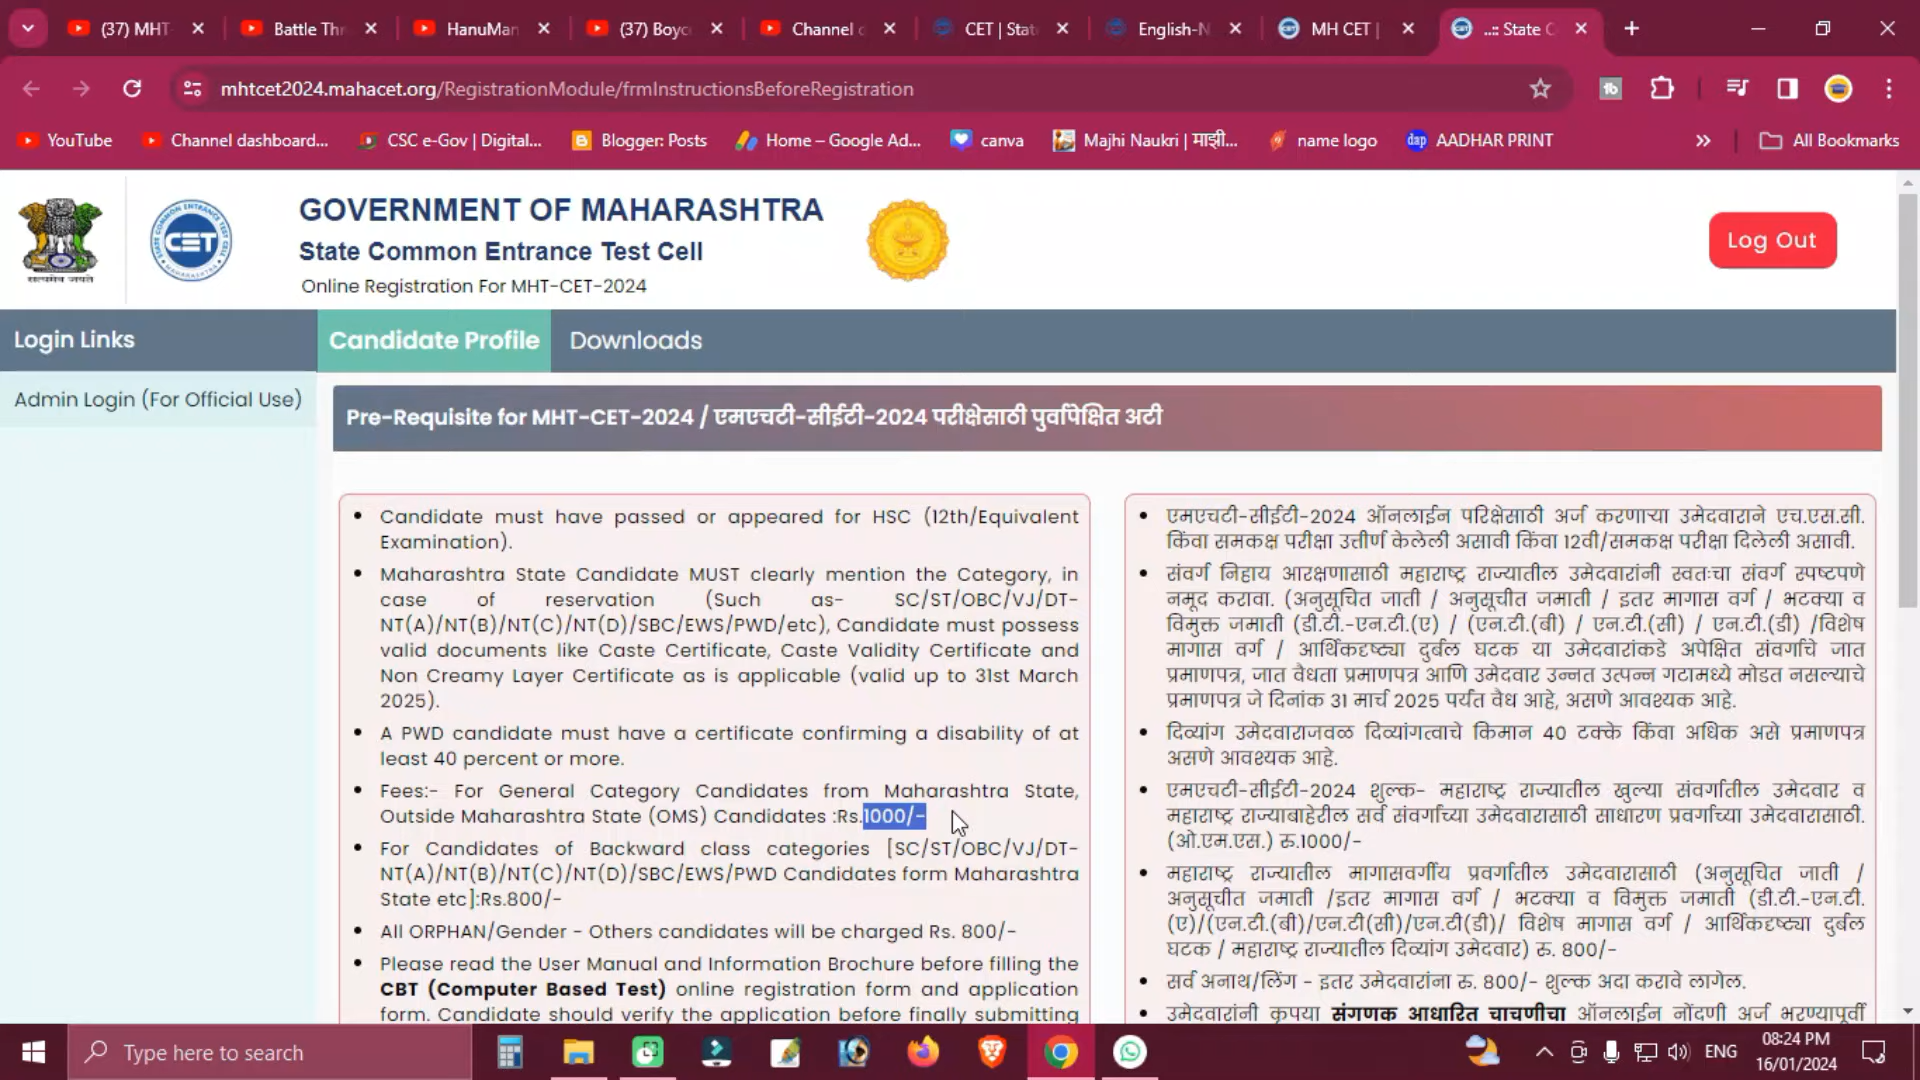 (37) MHT
Battle Thr
HanuMan
(37) Boyc
Channel c
CET | Stat
English-N
MH CET |
..:: State C
mhtcet2024.mahacet.org/RegistrationModule/frmInstructionsBeforeRegistration
YouTube
Channel dashboard...
CSC e-Gov | Digital...
Blogger: Posts
Home – Google Ad...
canva
Majhi Naukri | माझी...
name logo
dap
AADHAR PRINT
»
All Bookmarks
सत्यमेव जयते
STATE COMMON ENTRANCE TEST CELL
CET
MAHARASHTRA
GOVERNMENT OF MAHARASHTRA
State Common Entrance Test Cell
Online Registration For MHT-CET-2024
Log Out
Login Links
Candidate Profile
Downloads
Admin Login (For Official Use)
Pre-Requisite for MHT-CET-2024 / एमएचटी-सीईटी-2024 परीक्षेसाठी पुर्वापेक्षित अटी
• Candidate must have passed or appeared for HSC (12th/Equivalent
Examination).
• Maharashtra State Candidate MUST clearly mention the Category, in
case of reservation (Such as- SC/ST/OBC/VJ/DT-
NT(A)/NT(B)/NT(C)/NT(D)/SBC/EWS/PWD/etc), Candidate must possess
valid documents like Caste Certificate, Caste Validity Certificate and
Non Creamy Layer Certificate as is applicable (valid up to 31st March
2025).
• A PWD candidate must have a certificate confirming a disability of at
least 40 percent or more.
• Fees:- For General Category Candidates from Maharashtra State,
Outside Maharashtra State (OMS) Candidates :Rs.1000/-
• For Candidates of Backward class categories [SC/ST/OBC/VJ/DT-
NT(A)/NT(B)/NT(C)/NT(D)/SBC/EWS/PWD Candidates form Maharashtra
State etc]:Rs.800/-
• All ORPHAN/Gender - Others candidates will be charged Rs. 800/-
• Please read the User Manual and Information Brochure before filling the
CBT (Computer Based Test) online registration form and application
form. Candidate should verify the application before finally submitting
• एमएचटी-सीईटी-2024 ऑनलाईन परिक्षेसाठी अर्ज करणाऱ्या उमेदवाराने एच.एस.सी.
किंवा समकक्ष परीक्षा उत्तीर्ण केलेली असावी किंवा 12वी/समकक्ष परीक्षा दिलेली असावी.
• संवर्ग निहाय आरक्षणासाठी महाराष्ट्र राज्यातील उमेदवारांनी स्वतःचा संवर्ग स्पष्टपणे
नमूद करावा. (अनुसूचित जाती / अनुसूचीत जमाती / इतर मागास वर्ग / भटक्या व
विमुक्त जमाती (डी.टी.-एन.टी.(ए) / (एन.टी.(बी) / एन.टी.(सी) / एन.टी.(डी) /विशेष
मागास वर्ग / आर्थिकदृष्ट्या दुर्बल घटक या उमेदवारांकडे अपेक्षित संवर्गाचे जात
प्रमाणपत्र, जात वैधता प्रमाणपत्र आणि उमेदवार उन्नत उत्पन्न गटामध्ये मोडत नसल्याचे
प्रमाणपत्र जे दिनांक 31 मार्च 2025 पर्यंत वैध आहे, असणे आवश्यक आहे.
• दिव्यांग उमेदवाराजवळ दिव्यांगत्वाचे किमान 40 टक्के किंवा अधिक असे प्रमाणपत्र
असणे आवश्यक आहे.
• एमएचटी-सीईटी-2024 शुल्क- महाराष्ट्र राज्यातील खुल्या संवर्गातील उमेदवार व
महाराष्ट्र राज्याबाहेरील सर्व संवर्गाच्या उमेदवारासाठी साधारण प्रवर्गाच्या उमेदवारासाठी.
(ओ.एम.एस.) रु.1000/-
• महाराष्ट्र राज्यातील मागासवर्गीय प्रवर्गातील उमेदवारासाठी (अनुसूचित जाती /
अनुसूचीत जमाती /इतर मागास वर्ग / भटक्या व विमुक्त जमाती (डी.टी.-एन.टी.
(ए)/(एन.टी.(बी)/एन.टी(सी)/एन.टी(डी)/ विशेष मागास वर्ग / आर्थिकदृष्ट्या दुर्बल
घटक / महाराष्ट्र राज्यातील दिव्यांग उमेदवार) रु. 800/-
• सर्व अनाथ/लिंग - इतर उमेदवारांना रु. 800/- शुल्क अदा करावे लागेल.
• उमेदवारांनी कृपया संगणक आधारित चाचणीचा ऑनलाईन नोंदणी अर्ज भरण्यापूर्वी
Type here to search
ENG
08:24 PM
16/01/2024